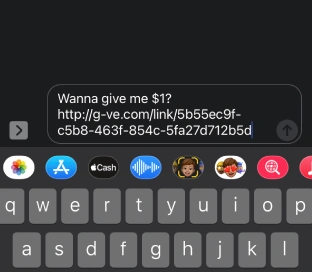 Wanna give me $1?
http://g-ve.com/link/5b55ec9f-
c5b8-463f-854c-5fa27d712b5d
Cash
q w e r t y u i o p
a s d f g h j k l